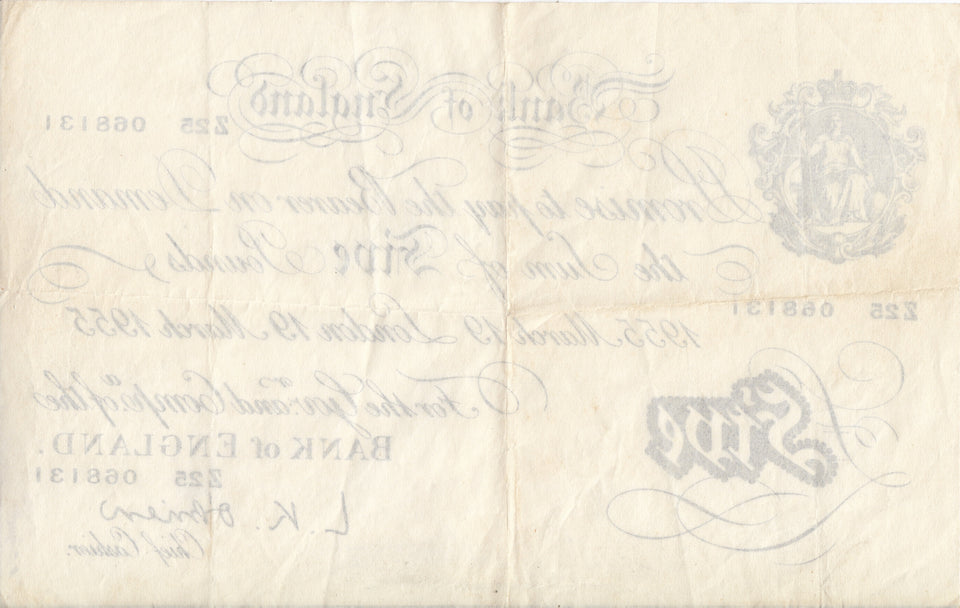 Bank of England
Z25 068131
I Promise to pay the Bearer on Demand
the Sum of Five Pounds
Z25 068131
1955 March 19 London 19 March 1955
For the Govr. and Compa. of the
BANK of ENGLAND.
Five
Z25 068131
L. K. O'Brien
Chief Cashier.